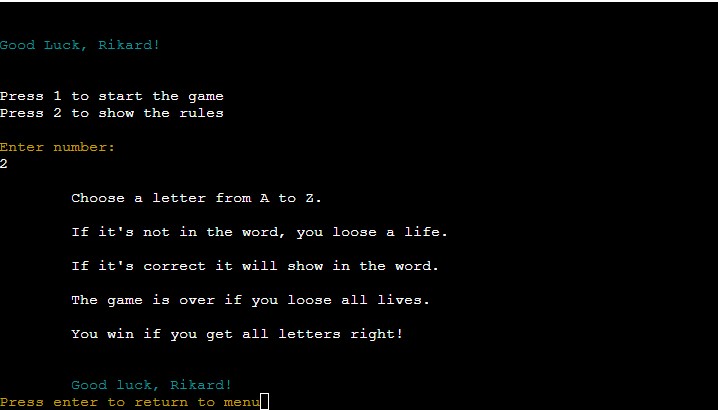 Good Luck, Rikard!
Press 1 to start the game
Press 2 to show the rules
Enter number:
2
Choose a letter from A to Z.
If it's not in the word, you loose a life.
If it's correct it will show in the word.
The game is over if you loose all lives.
You win if you get all letters right!
Good luck, Rikard!
Press enter to return to menu